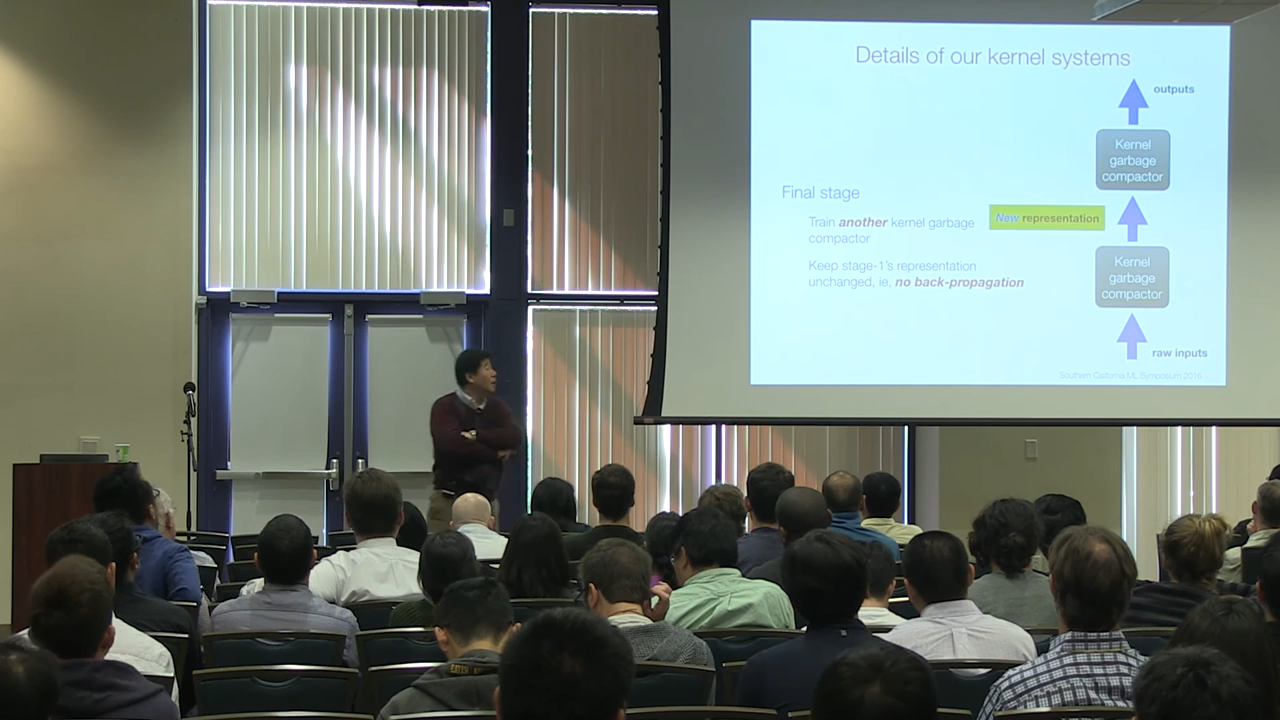 Details of our kernel systems
outputs
Kernel
garbage
compactor
Final stage
Train another kernel garbage
compactor
New representation
Keep stage-1's representation
unchanged, ie, no back-propagation
Kernel
garbage
compactor
raw inputs
Southern California ML Symposium 2016